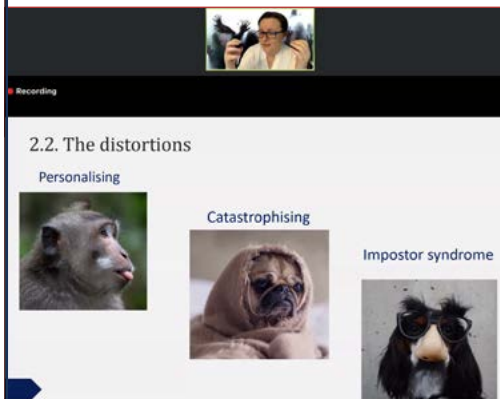 Recording
2.2. The distortions
Personalising
Catastrophising
Impostor syndrome